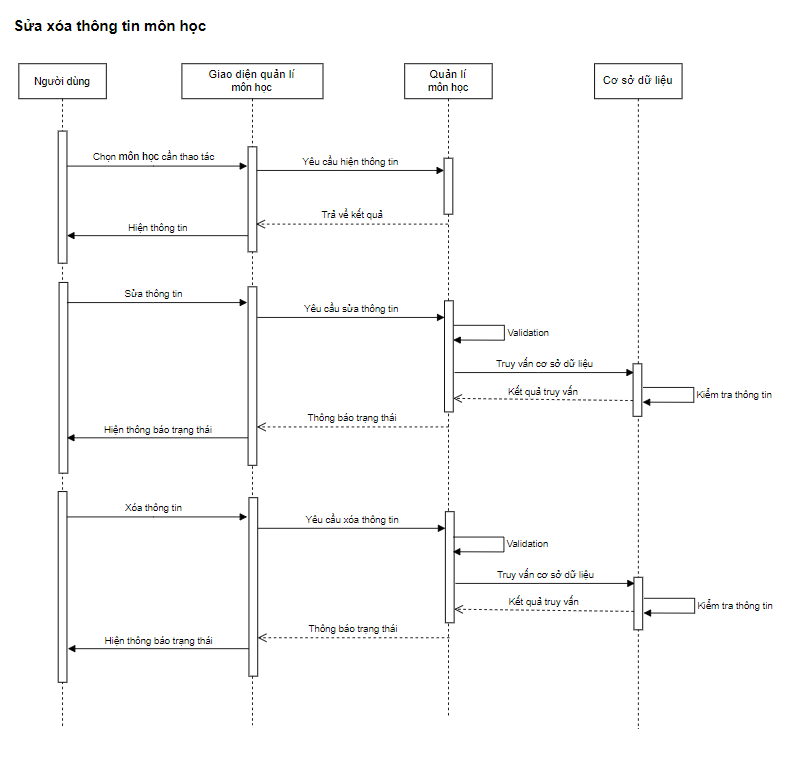 Sửa xóa thông tin môn học
Người dùng
Giao diện quản lí
môn học
Quản lí
môn học
Cơ sở dữ liệu
Chọn môn học cần thao tác
Yêu cầu hiện thông tin
Trả về kết quả
Hiện thông tin
Sửa thông tin
Yêu cầu sửa thông tin
Validation
Truy vấn cơ sở dữ liệu
Kết quả truy vấn
Kiểm tra thông tin
Thông báo trạng thái
Hiện thông báo trạng thái
Xóa thông tin
Yêu cầu xóa thông tin
Validation
Truy vấn cơ sở dữ liệu
Kết quả truy vấn
Kiểm tra thông tin
Thông báo trạng thái
Hiện thông báo trạng thái